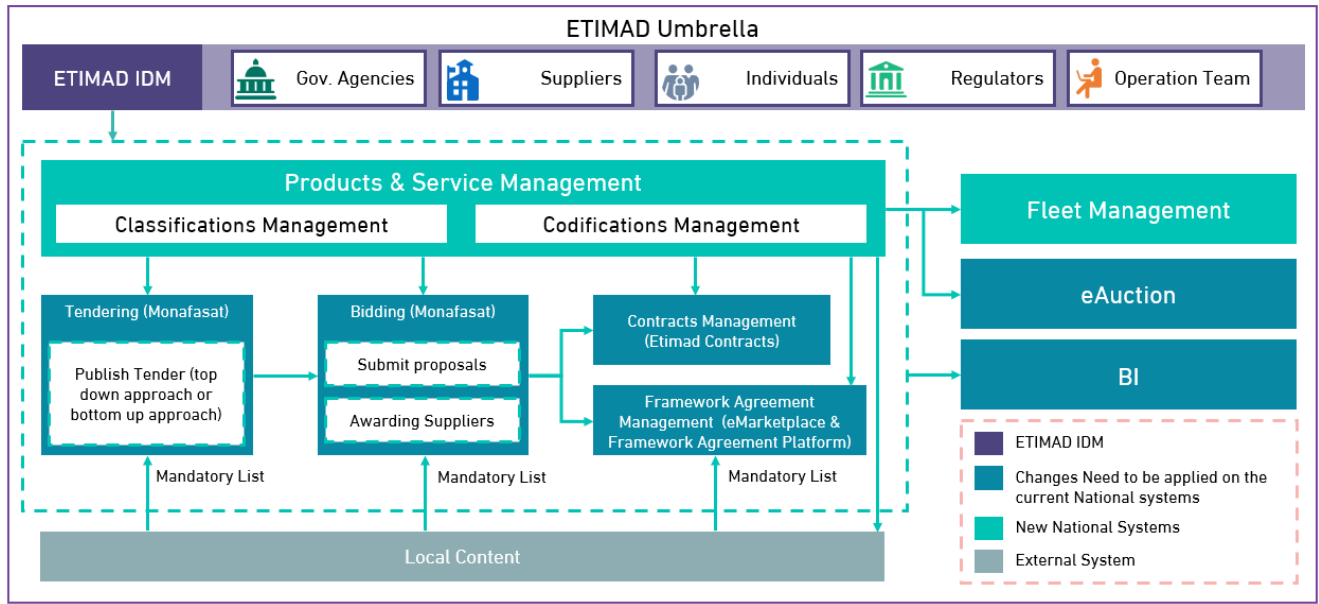 ETIMAD Umbrella
ETIMAD IDM
Gov. Agencies
Suppliers
Individuals
Regulators
Operation Team
Products & Service Management
Classifications Management
Codifications Management
Fleet Management
eAuction
BI
Tendering (Monafasat)
Publish Tender (top
down approach or
bottom up approach)
Bidding (Monafasat)
Submit proposals
Awarding Suppliers
Contracts Management
(Etimad Contracts)
Framework Agreement
Management (eMarketplace &
Framework Agreement Platform)
Mandatory List
Mandatory List
Mandatory List
Local Content
ETIMAD IDM
Changes Need to be applied on the
current National systems
New National Systems
External System